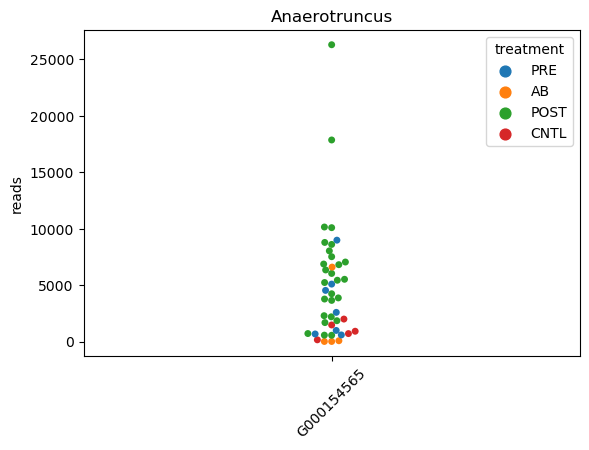 Anaerotruncus
treatment
PRE
AB
POST
CNTL
25000
20000
15000
10000
5000
0
reads
G000154565